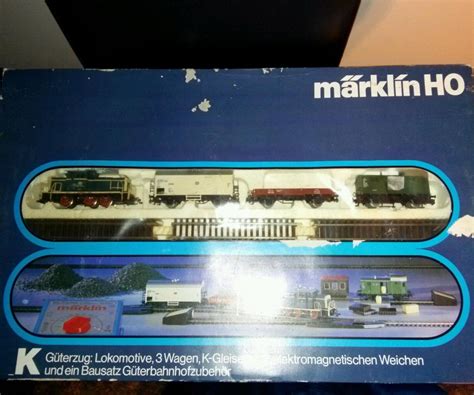 märklin HO
märklin
K Güterzug: Lokomotive, 3 Wagen, K-Gleise elektromagnetischen Weichen
und ein Bausatz Güterbahnhofzubehör